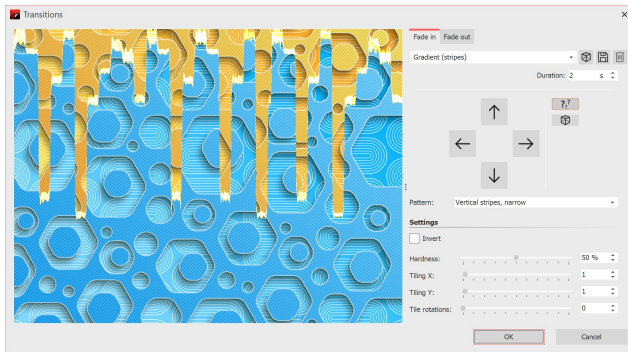 Transitions
Fade in Fade out
Gradient (stripes)
Duration: 2 s
???
Pattern: Vertical stripes, narrow
Settings
Invert
Hardness: 50 %
Tiling X: 1
Tiling Y: 1
Tile rotations: 0
OK Cancel